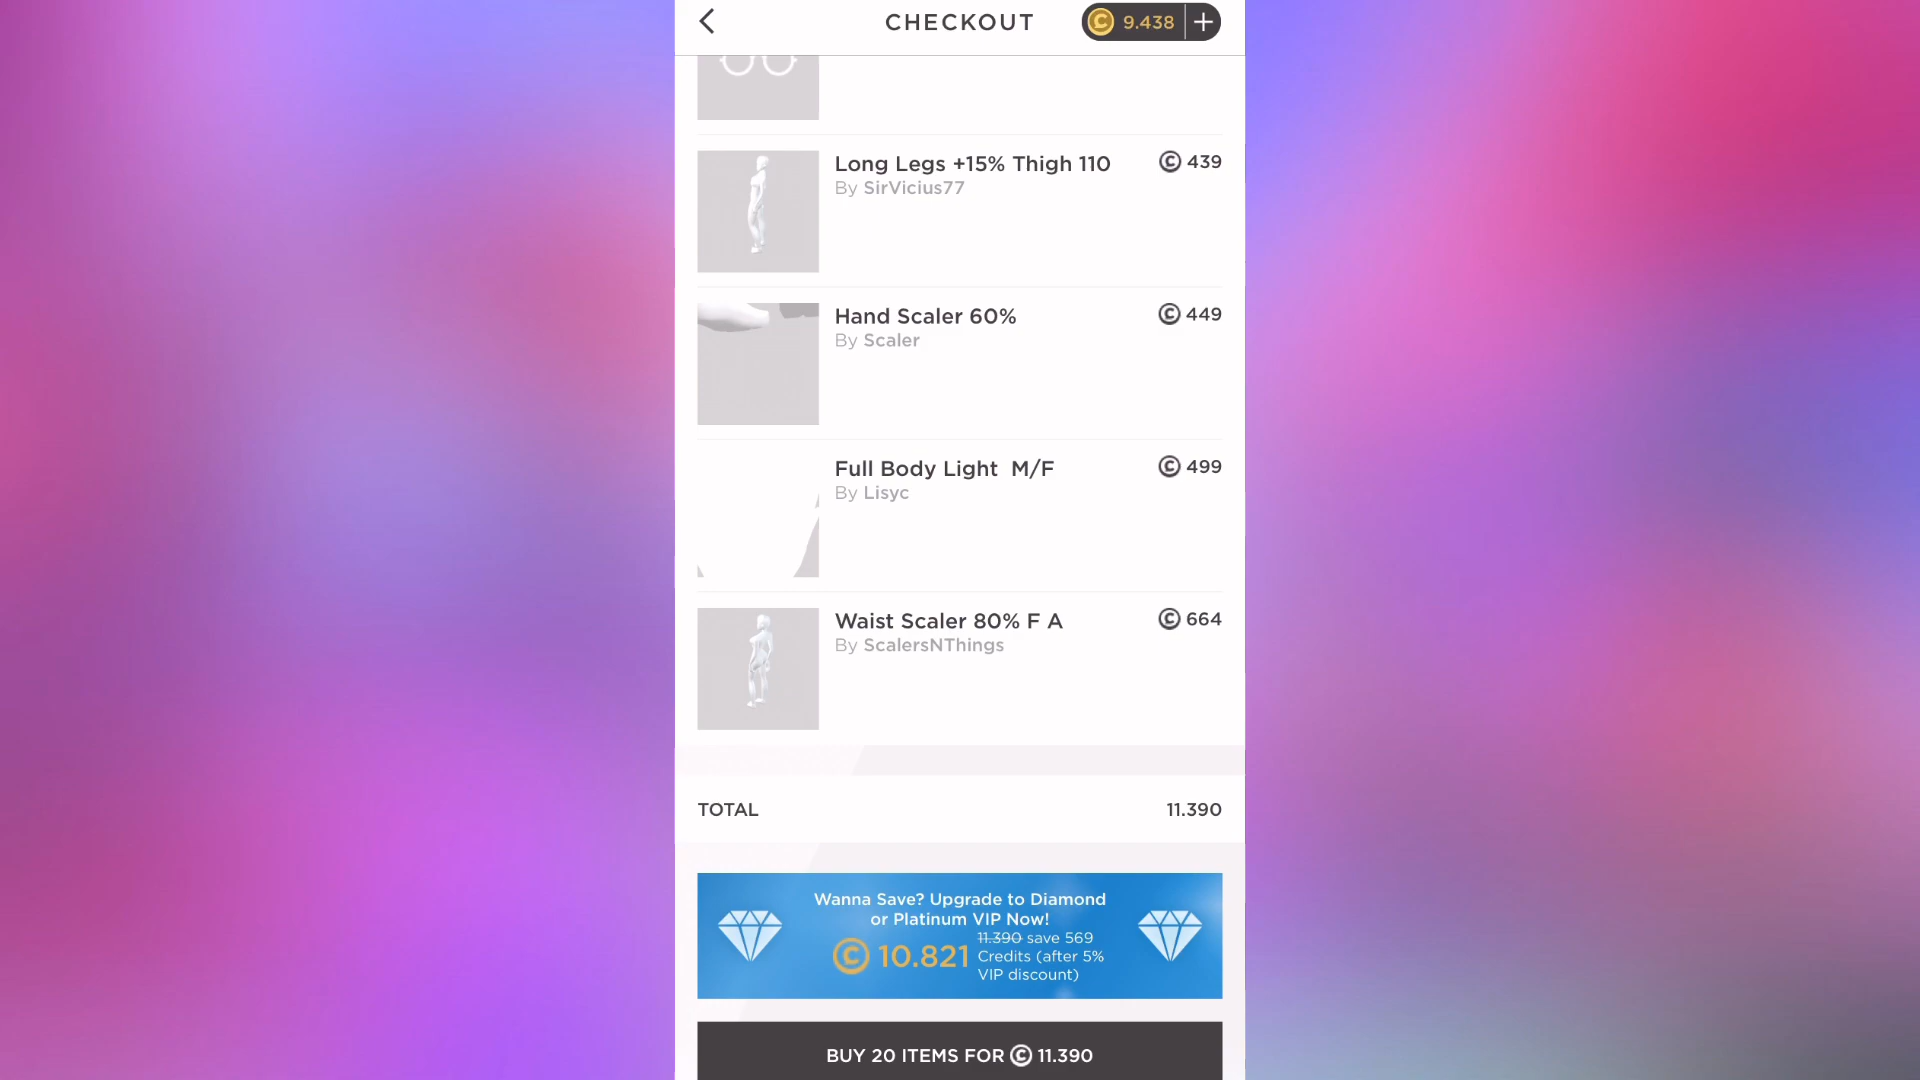 CHECKOUT
9.438
Long Legs +15% Thigh 110
439
By SirVicius77
Hand Scaler 60%
449
By Scaler
Full Body Light  M/F
499
By Lisyc
Waist Scaler 80% F A
664
By ScalersNThings
TOTAL
11.390
Wanna Save? Upgrade to Diamond
or Platinum VIP Now!
10.821
11.390 save 569
Credits (after 5%
VIP discount)
BUY 20 ITEMS FOR 11.390